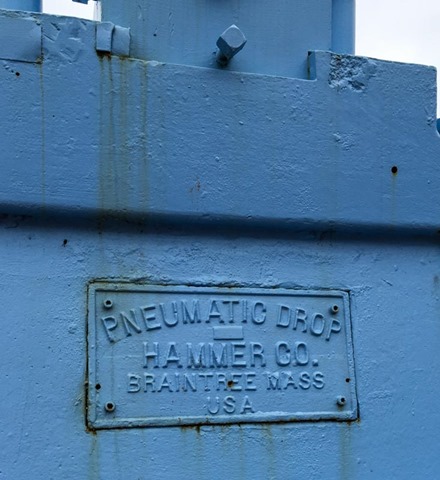 PNEUMATIC DROP
HAMMER CO.
BRAINTREE MASS
USA